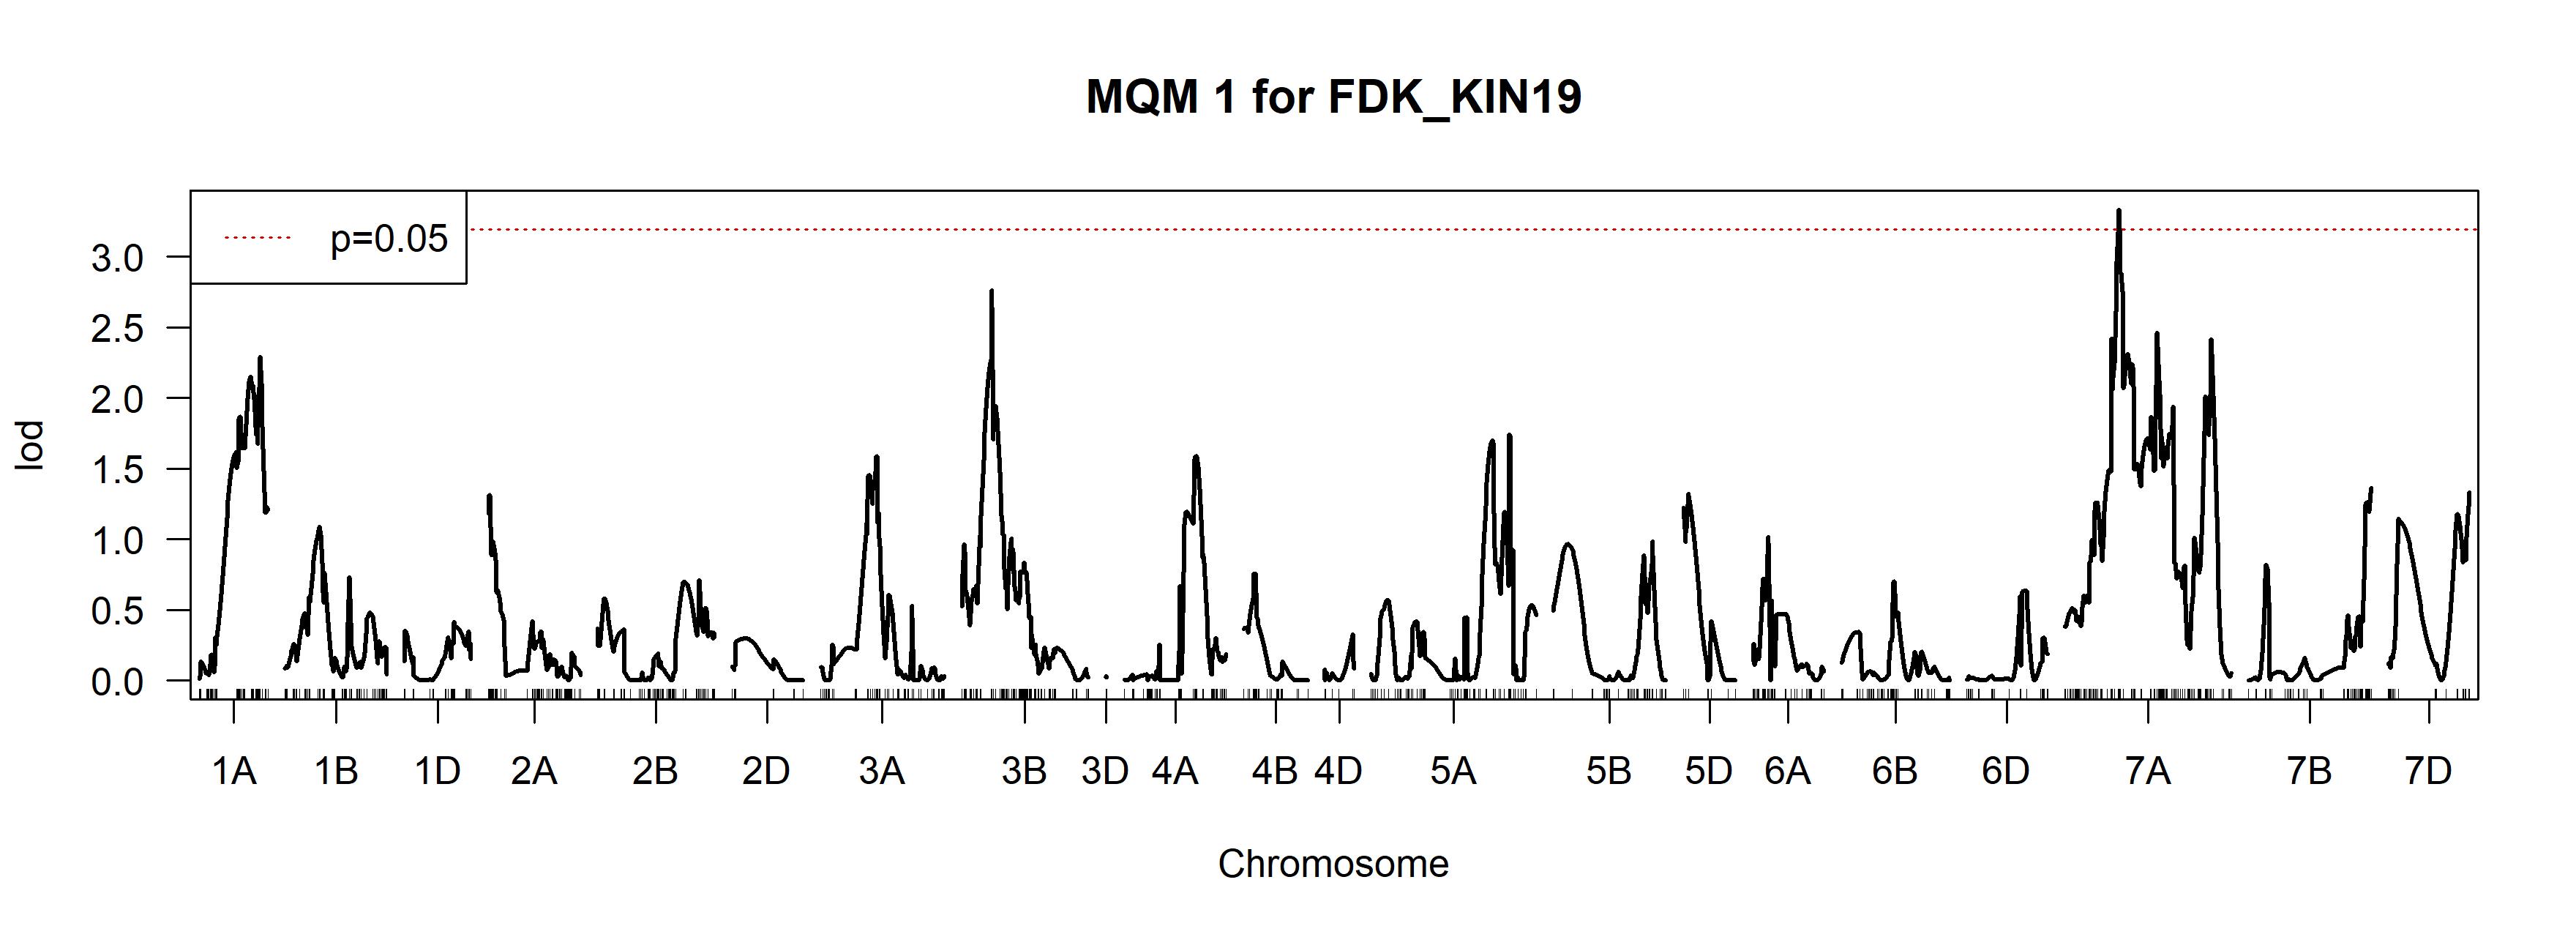 MQM 1 for FDK_KIN19
p=0.05
3.0
2.5
2.0
1.5
1.0
0.5
0.0
lod
1A 1B 1D 2A 2B 2D 3A 3B 3D 4A 4B 4D 5A 5B 5D 6A 6B 6D 7A 7B 7D
Chromosome